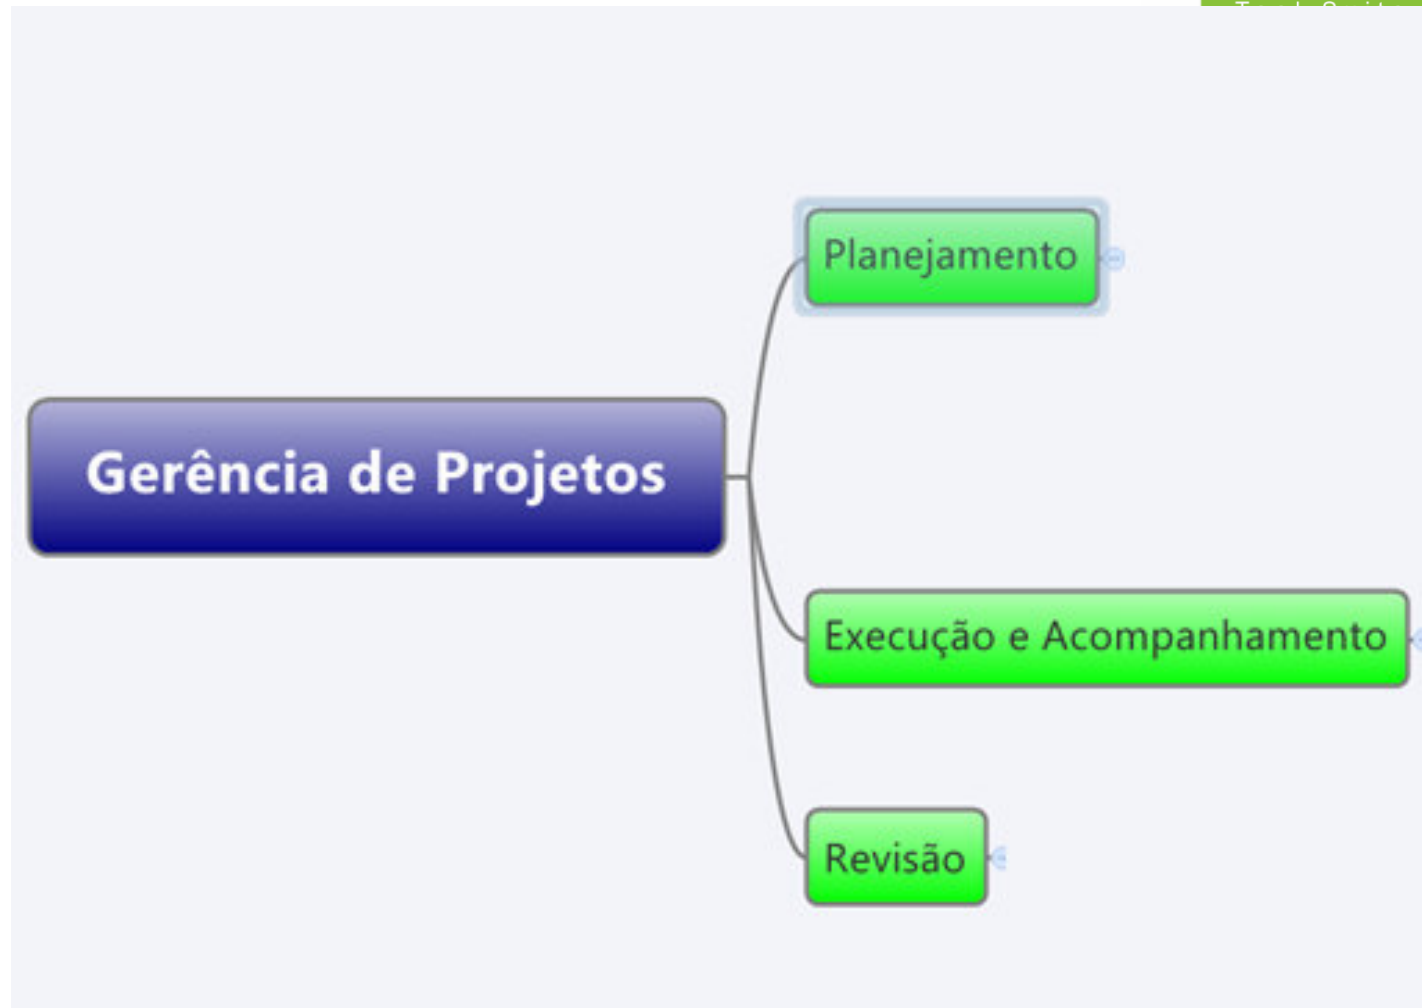 Planejamento
Gerência de Projetos
Execução e Acompanhamento
Revisão